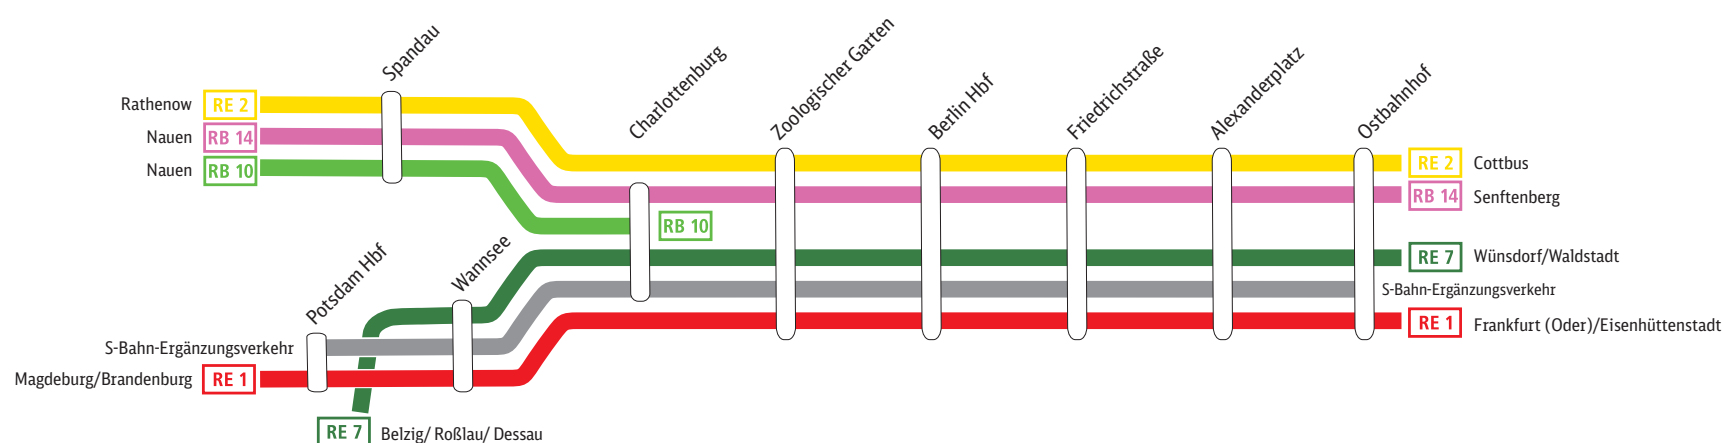 Spandau
Charlottenburg
Zoologischer Garten
Berlin Hbf
Friedrichstraße
Alexanderplatz
Ostbahnhof
Rathenow RE 2
Nauen RB 14
Nauen RB 10
RE 2 Cottbus
RB 14 Senftenberg
RB 10
Potsdam Hbf
Wannsee
RE 7 Wünsdorf/Waldstadt
S-Bahn-Ergänzungsverkehr
S-Bahn-Ergänzungsverkehr
Magdeburg/Brandenburg RE 1
RE 1 Frankfurt (Oder)/Eisenhüttenstadt
RE 7 Belzig/ Roßlau/ Dessau